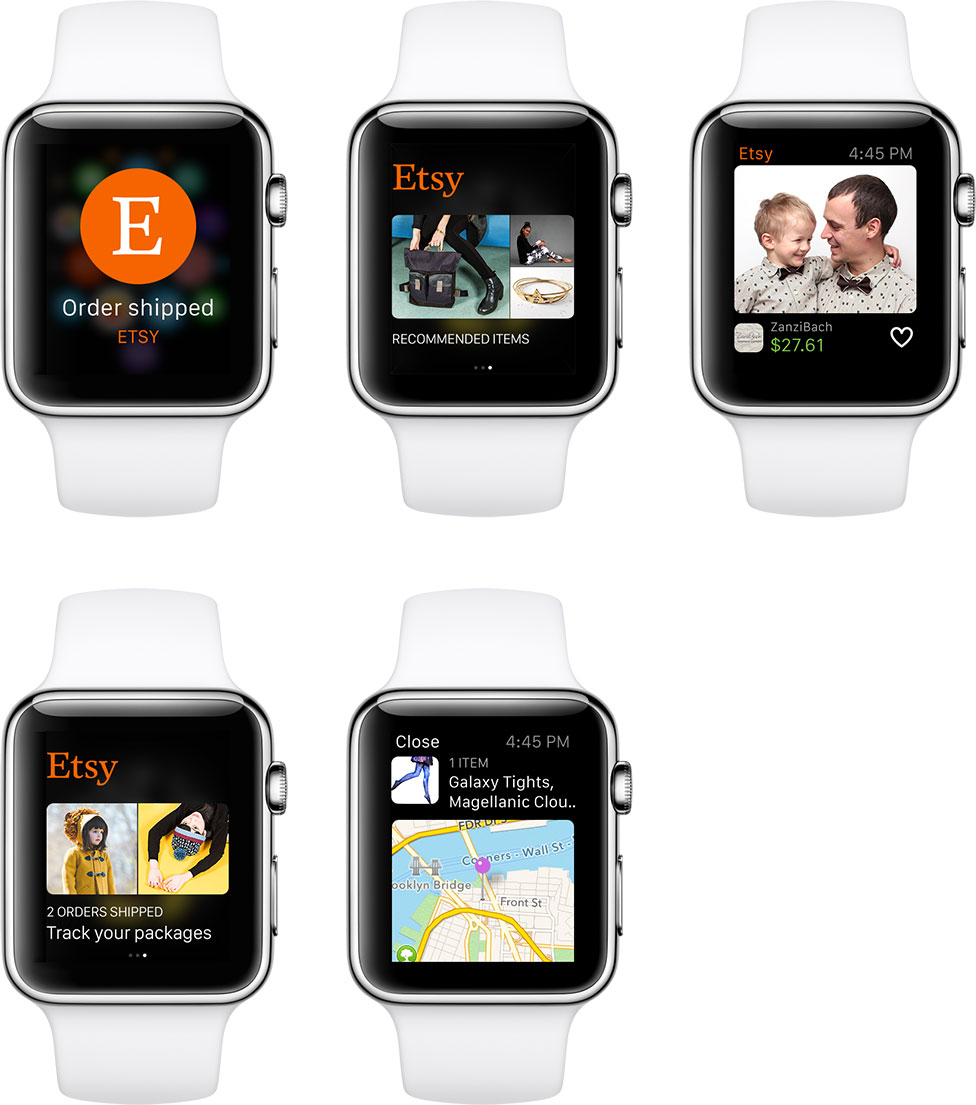 E
Order shipped
ETSY
Etsy
RECOMMENDED ITEMS
Etsy 4:45 PM
ZanziBach
$27.61
Etsy
2 ORDERS SHIPPED
Track your packages
Close 4:45 PM
1 ITEM
Galaxy Tights,
Magellanic Clou..
FDR Dr
Conners - Wall St -
ooklyn Bridge
Front St